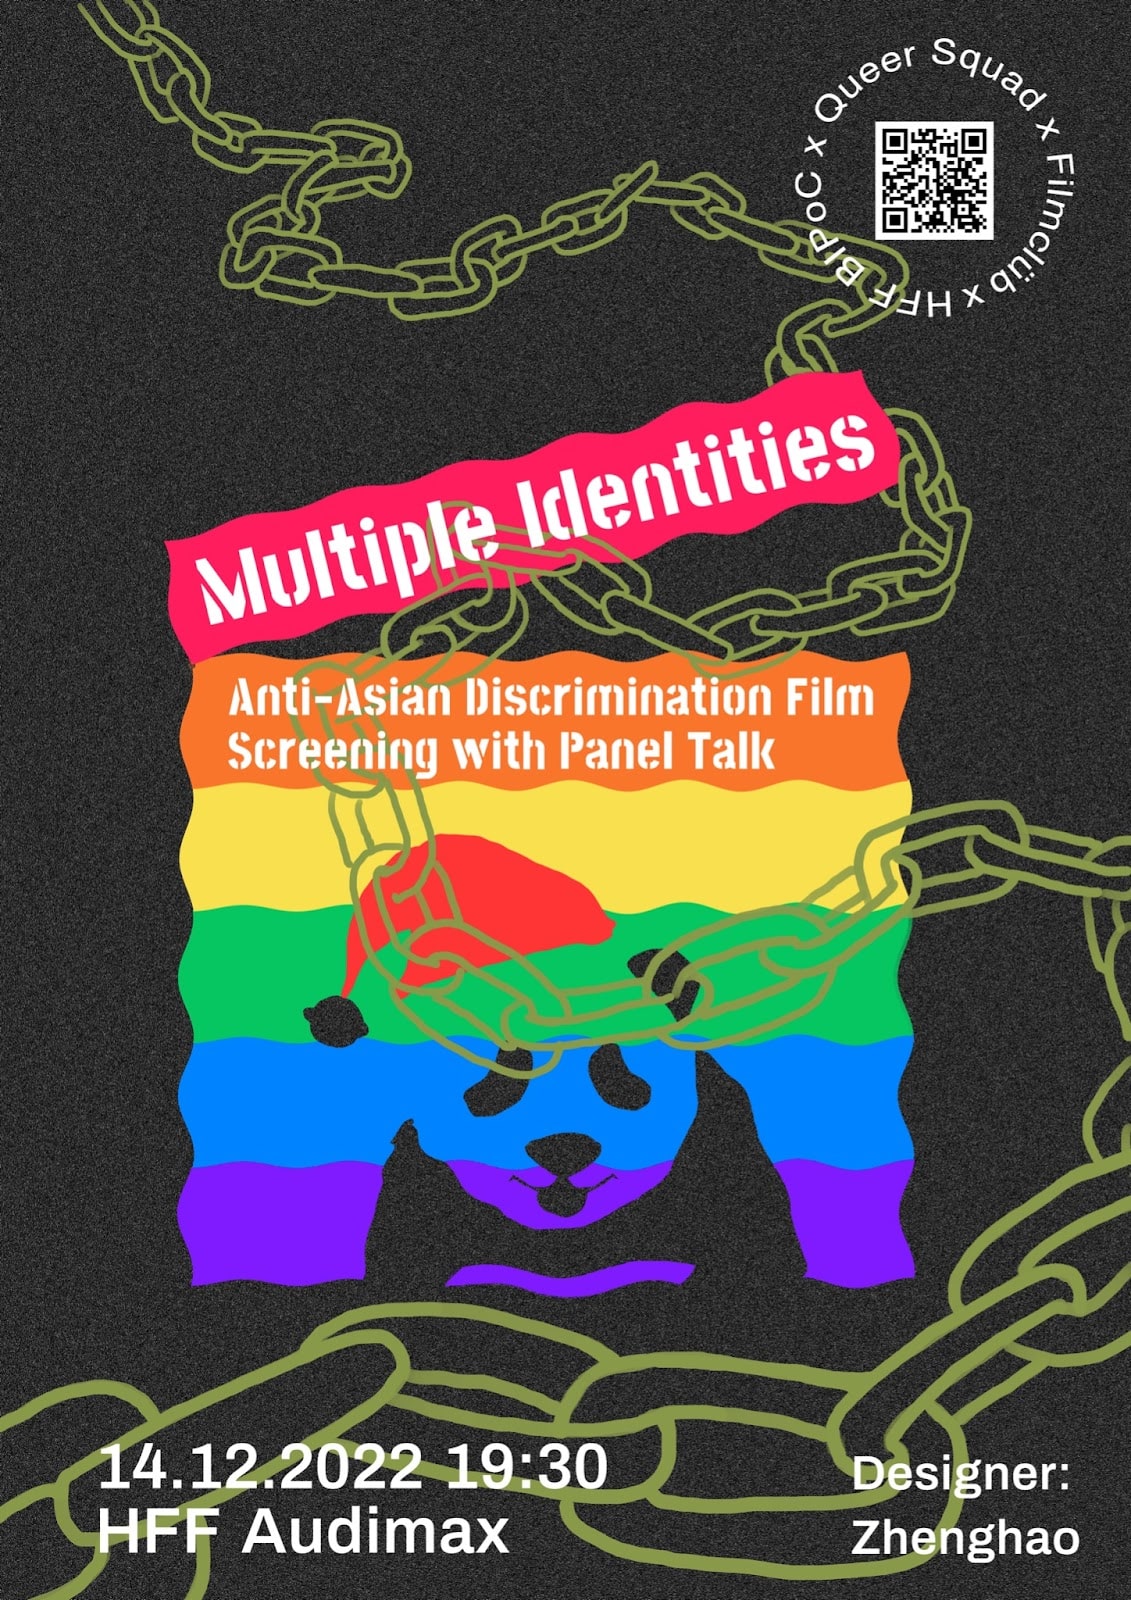 Queer Squad x Filmclüb x HFF BIPoC x
Multiple Identities
Anti-Asian Discrimination Film
Screening with Panel Talk
14.12.2022 19:30
HFF Audimax
Designer:
Zhenghao